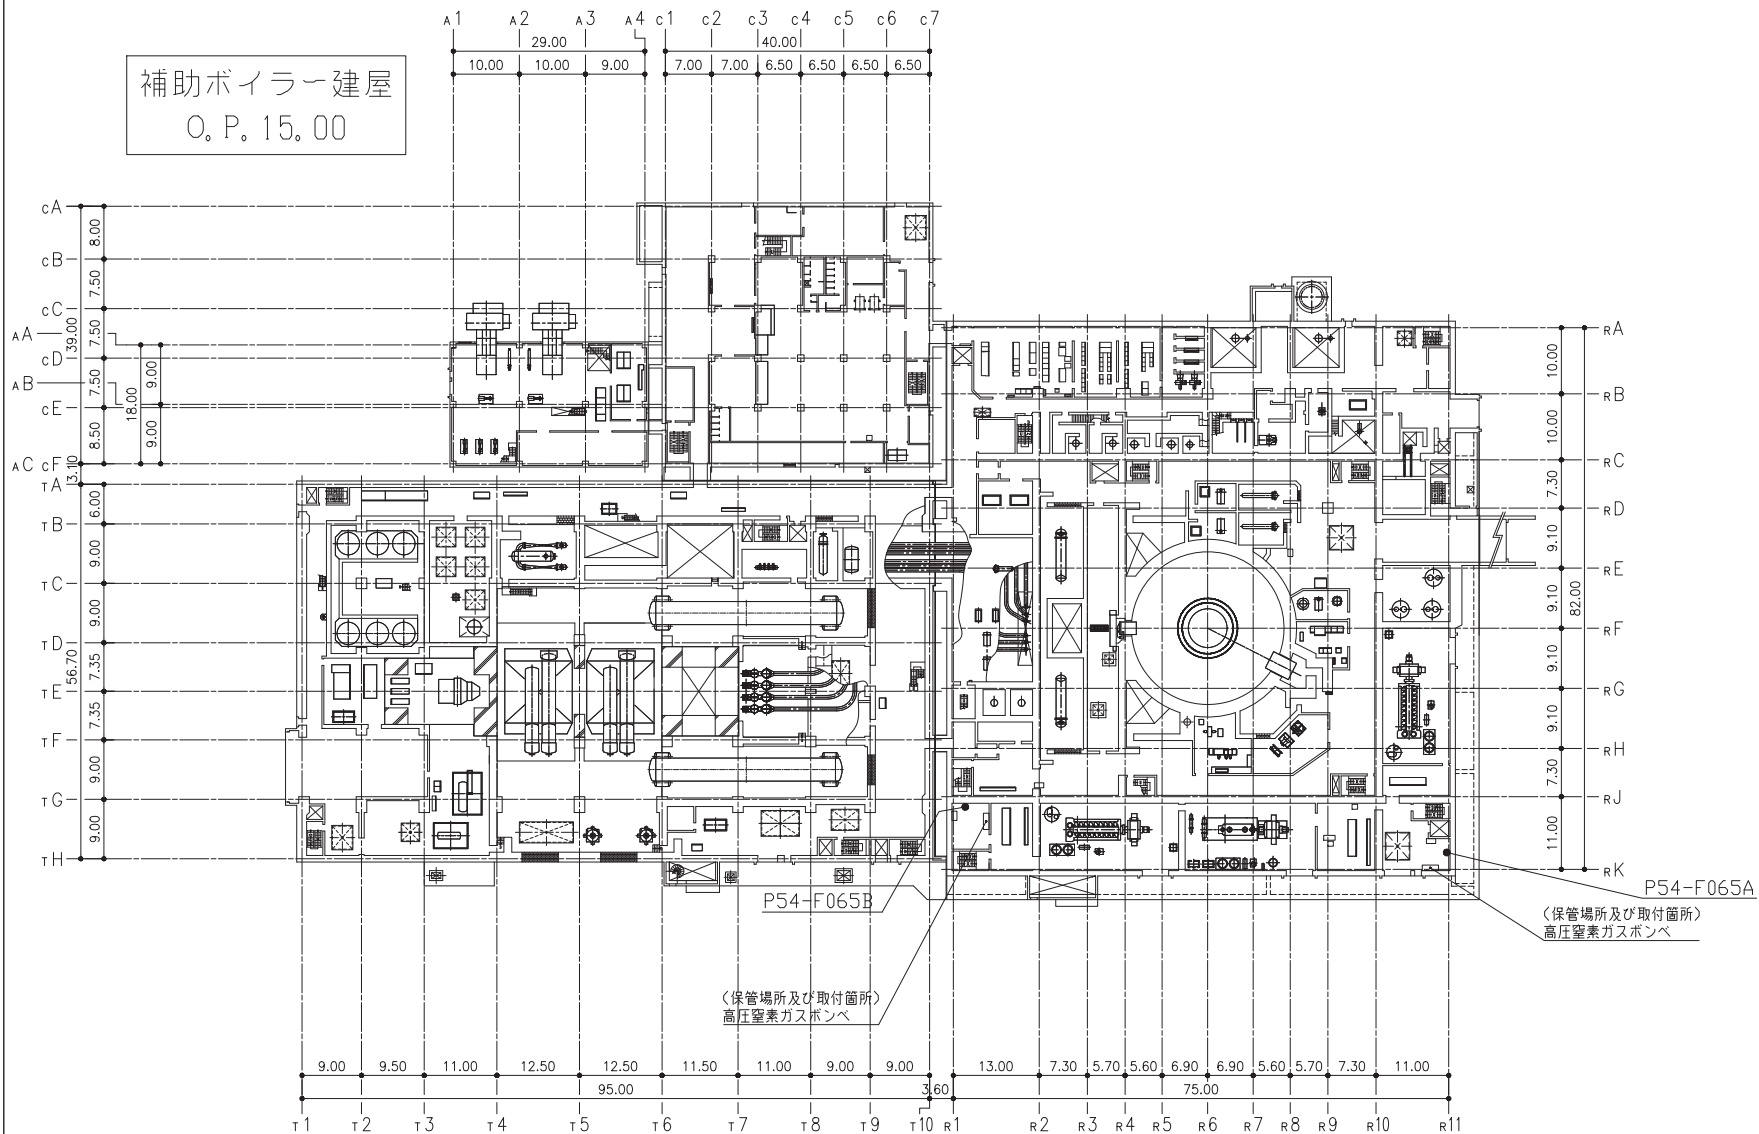 A1 A2 A3 A4 c1 c2 c3 c4 c5 c6 c7
29.00 40.00
10.00 10.00 9.00 7.00 7.00 6.50 6.50 6.50 6.50
補助ボイラー建屋
O.P.15.00
cA
cB
cC
AA
cD
AB
cE
AC cF
TA
TB
TC
TD
TE
TF
TG
TH
8.00
7.50
7.50
7.50
8.50
39.00
3.10
9.00
9.00
18.00
6.00
9.00
9.00
7.35
7.35
9.00
9.00
56.70
RA
RB
RC
RD
RE
RF
RG
RH
RJ
RK
10.00
10.00
7.30
9.10
9.10
9.10
9.10
7.30
11.00
82.00
P54-F065B
P54-F065A
(保管場所及び取付箇所)
高圧窒素ガスボンベ
(保管場所及び取付箇所)
高圧窒素ガスボンベ
9.00 9.50 11.00 12.50 12.50 11.50 11.00 9.00 9.00 13.00 7.30 5.70 5.60 6.90 6.90 5.60 5.70 7.30 11.00
95.00 3.60 75.00
T1 T2 T3 T4 T5 T6 T7 T8 T9 T10 R1 R2 R3 R4 R5 R6 R7 R8 R9 R10 R11